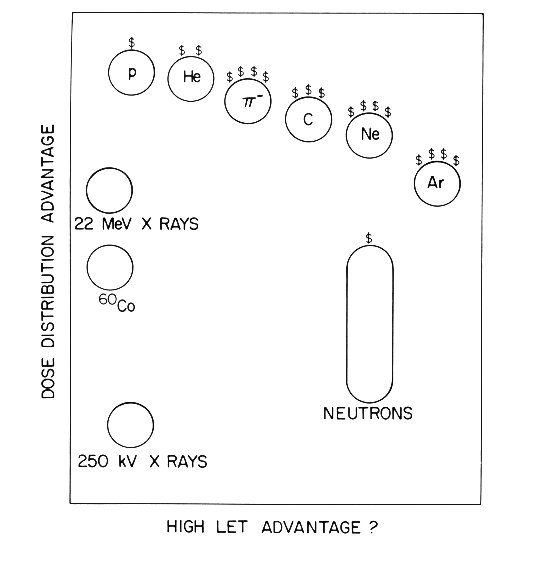 $
p
$ $
He
$ $ $ $
π⁻
$ $ $
C
$ $ $ $
Ne
$ $ $ $
Ar
22 MeV X RAYS
⁶⁰Co
$
NEUTRONS
250 kV X RAYS
DOSE DISTRIBUTION ADVANTAGE
HIGH LET ADVANTAGE ?